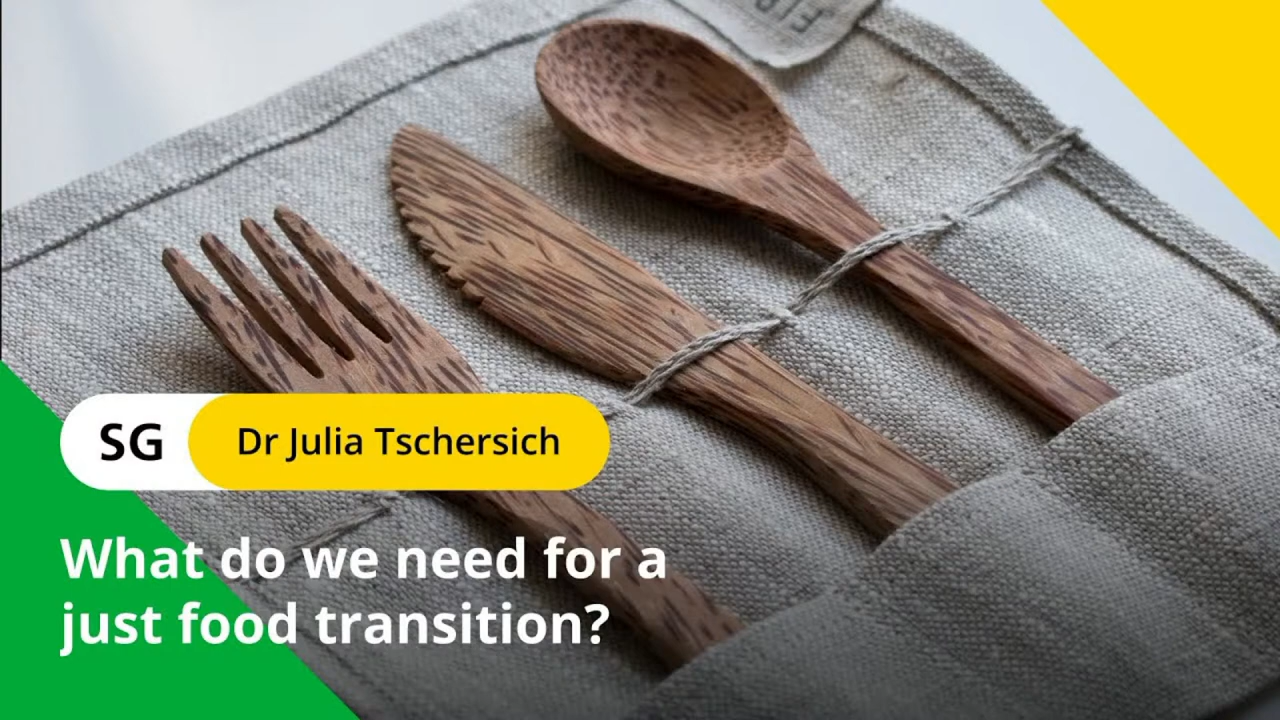 SG
Dr Julia Tschersich
What do we need for a
just food transition?